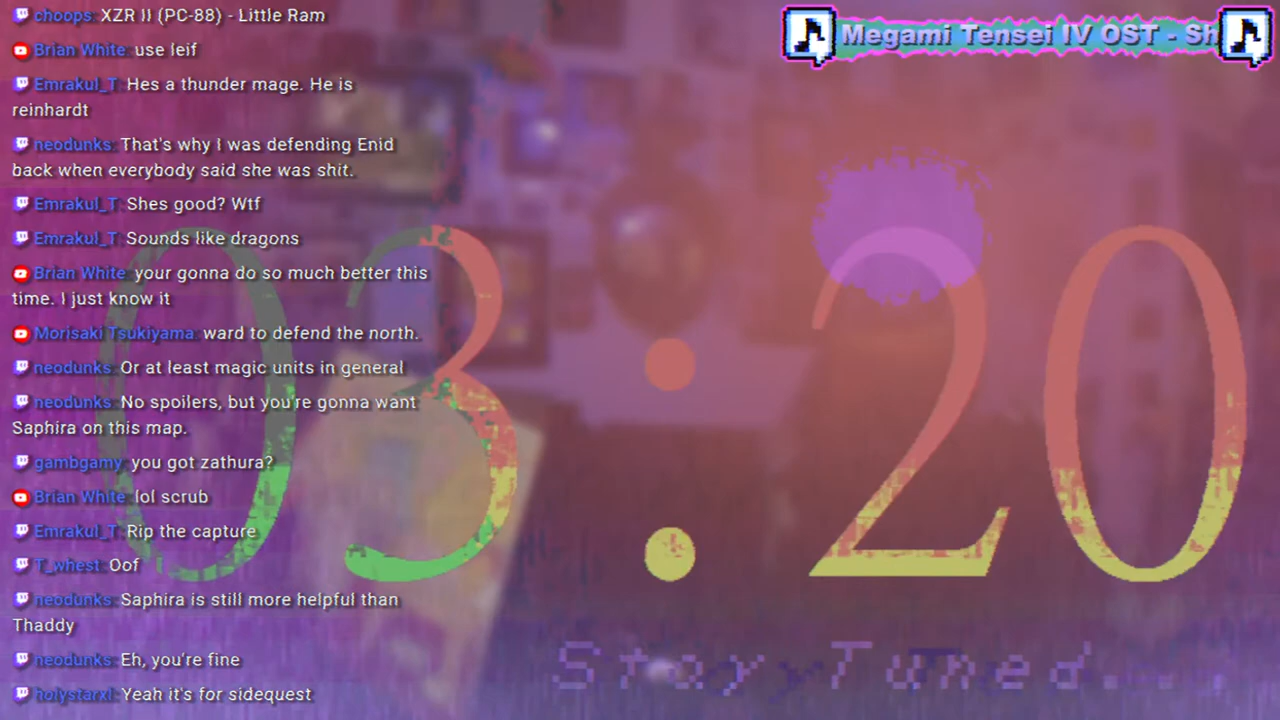 choops: XZR II (PC-88) - Little Ram
Megami Tensei IV OST - Sh
Brian White: use leif
Emrakul_T: Hes a thunder mage. He is
reinhardt
neodunks: That's why I was defending Enid
back when everybody said she was shit.
Emrakul_T: Shes good? Wtf
Emrakul_T: Sounds like dragons
Brian White: your gonna do so much better this
time. I just know it
Morisaki Tsukiyama: ward to defend the north.
neodunks: Or at least magic units in general
neodunks: No spoilers, but you're gonna want
Saphira on this map.
gambgamy: you got zathura?
Brian White: lol scrub
Emrakul_T: Rip the capture
T_whest: Oof
neodunks: Saphira is still more helpful than
Thaddy
neodunks: Eh, you're fine
holystarxl: Yeah it's for sidequest
03:20
Stay Tuned...